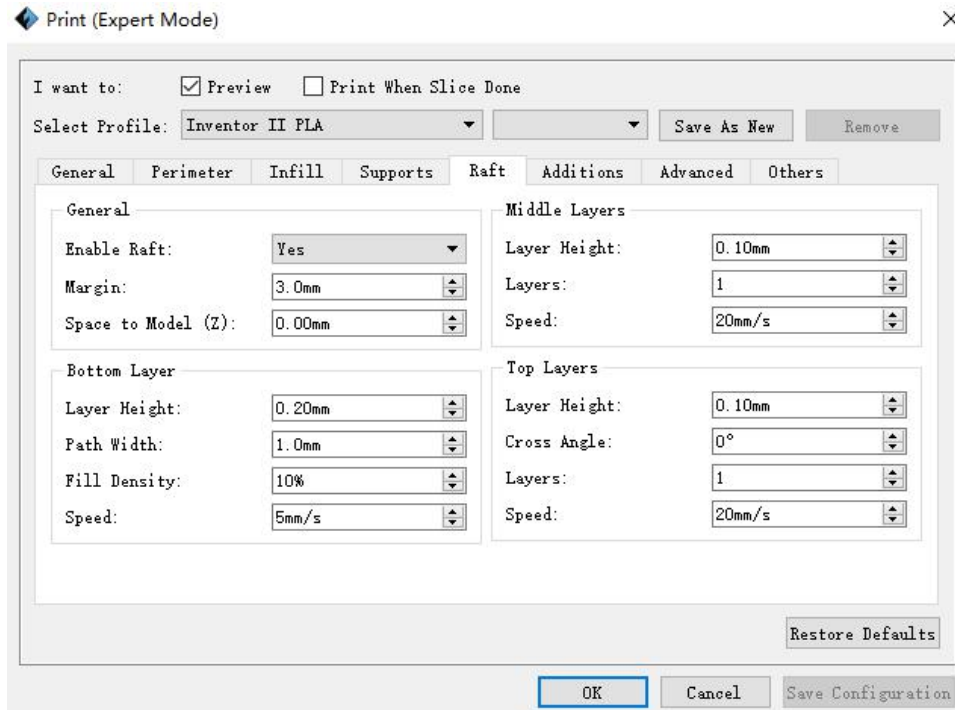 Print (Expert Mode)
I want to: Preview Print When Slice Done
Select Profile: Inventor II PLA Save As New Remove
General Perimeter Infill Supports Raft Additions Advanced Others
General
Enable Raft: Yes
Margin: 3.0mm
Space to Model (Z): 0.00mm
Middle Layers
Layer Height: 0.10mm
Layers: 1
Speed: 20mm/s
Bottom Layer
Layer Height: 0.20mm
Path Width: 1.0mm
Fill Density: 10%
Speed: 5mm/s
Top Layers
Layer Height: 0.10mm
Cross Angle: 0°
Layers: 1
Speed: 20mm/s
Restore Defaults
OK Cancel Save Configuration